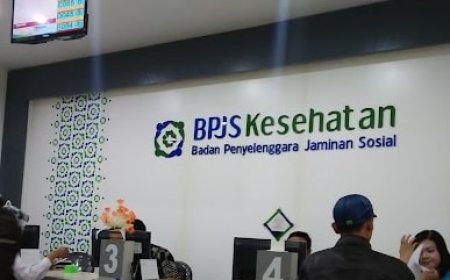 BPJS Kesehatan
Badan Penyelenggara Jaminan Sosial
3
4